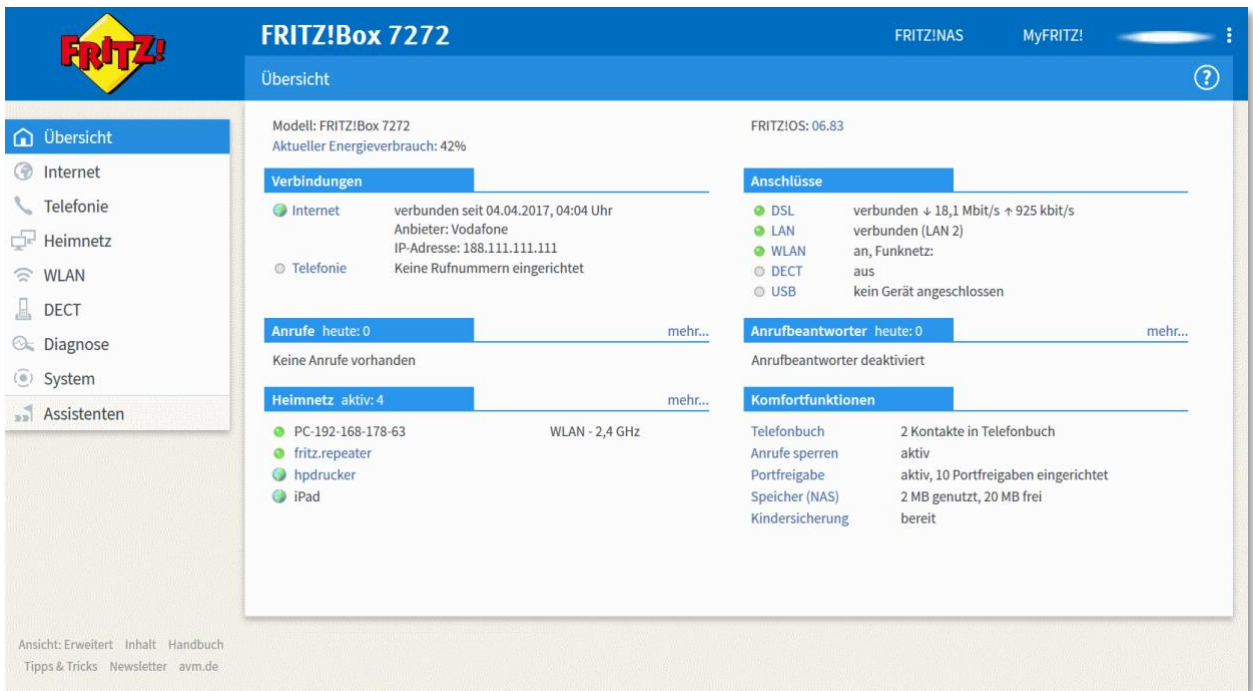 FRITZ!
FRITZ!Box 7272
FRITZ!NAS MyFRITZ!
Übersicht
?
Übersicht
Internet
Telefonie
Heimnetz
WLAN
DECT
Diagnose
System
Assistenten
Modell: FRITZ!Box 7272
Aktueller Energieverbrauch: 42%
FRITZ!OS: 06.83
Verbindungen
Internet verbunden seit 04.04.2017, 04:04 Uhr
Anbieter: Vodafone
IP-Adresse: 188.111.111.111
Telefonie Keine Rufnummern eingerichtet
Anschlüsse
DSL verbunden ↓ 18,1 Mbit/s ↑ 925 kbit/s
LAN verbunden (LAN 2)
WLAN an, Funknetz:
DECT aus
USB kein Gerät angeschlossen
Anrufe heute: 0 mehr...
Keine Anrufe vorhanden
Anrufbeantworter heute: 0 mehr...
Anrufbeantworter deaktiviert
Heimnetz aktiv: 4 mehr...
PC-192-168-178-63 WLAN - 2,4 GHz
fritz.repeater
hpdrucker
iPad
Komfortfunktionen
Telefonbuch 2 Kontakte in Telefonbuch
Anrufe sperren aktiv
Portfreigabe aktiv, 10 Portfreigaben eingerichtet
Speicher (NAS) 2 MB genutzt, 20 MB frei
Kindersicherung bereit
Ansicht: Erweitert Inhalt Handbuch
Tipps & Tricks Newsletter avm.de